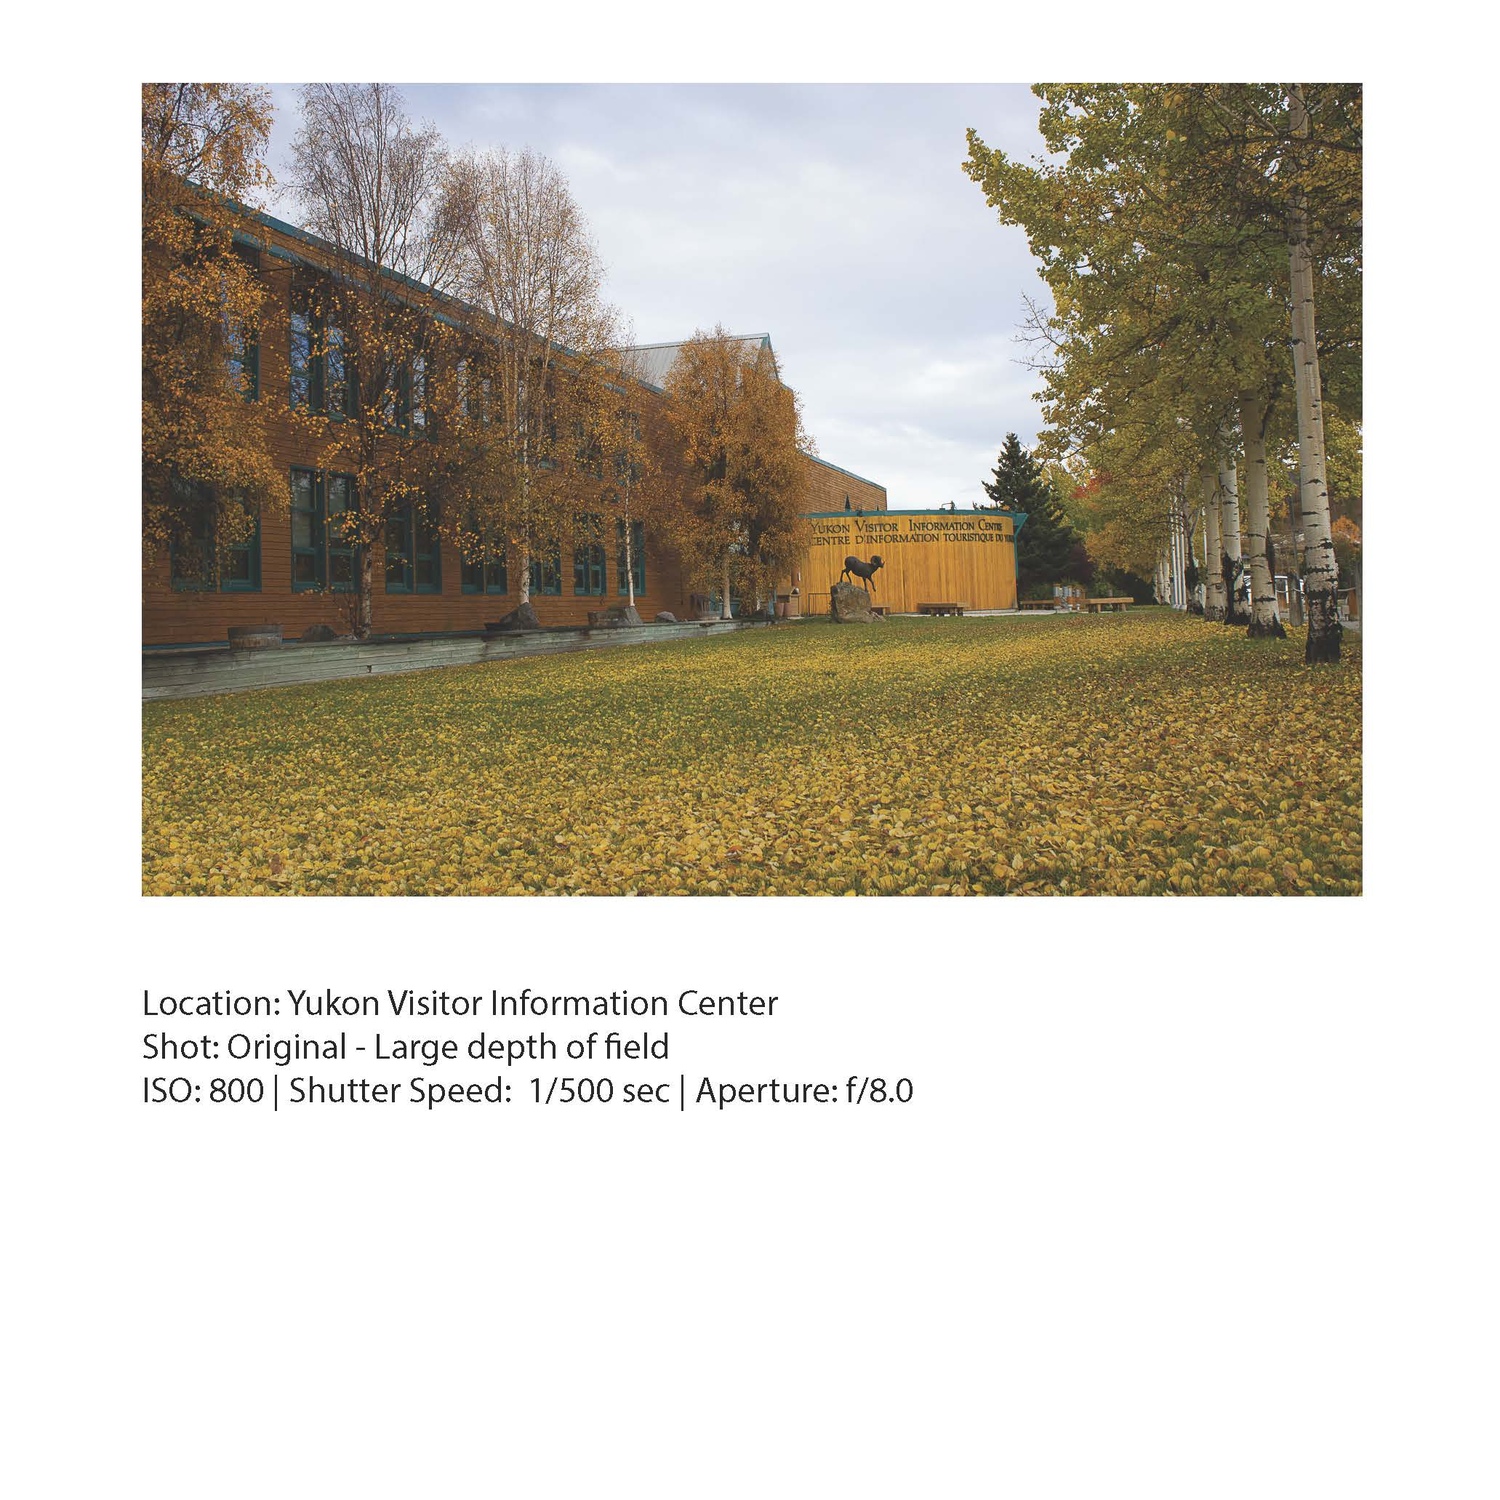 YUKON VISITOR INFORMATION CENTRE
CENTRE D'INFORMATION TOURISTIQUE DU
Location: Yukon Visitor Information Center
Shot: Original - Large depth of field
ISO: 800 | Shutter Speed:  1/500 sec | Aperture: f/8.0